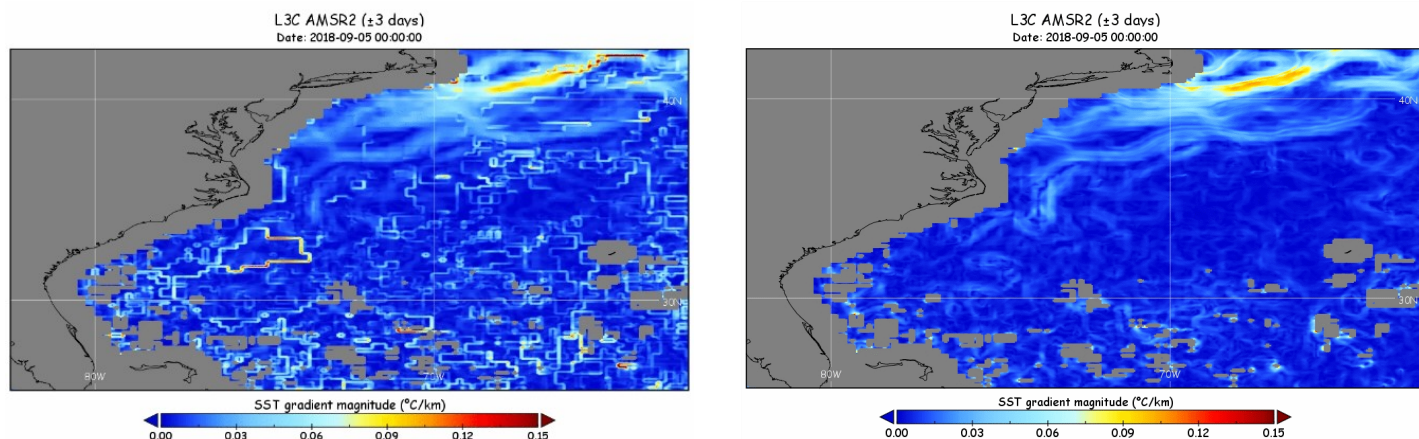 L3C AMSR2 (±3 days)
Date: 2018-09-05 00:00:00
40N
30N
80W
70W
SST gradient magnitude (°C/km)
0.00 0.03 0.06 0.09 0.12 0.15
L3C AMSR2 (±3 days)
Date: 2018-09-05 00:00:00
40N
30N
80W
70W
SST gradient magnitude (°C/km)
0.00 0.03 0.06 0.09 0.12 0.15